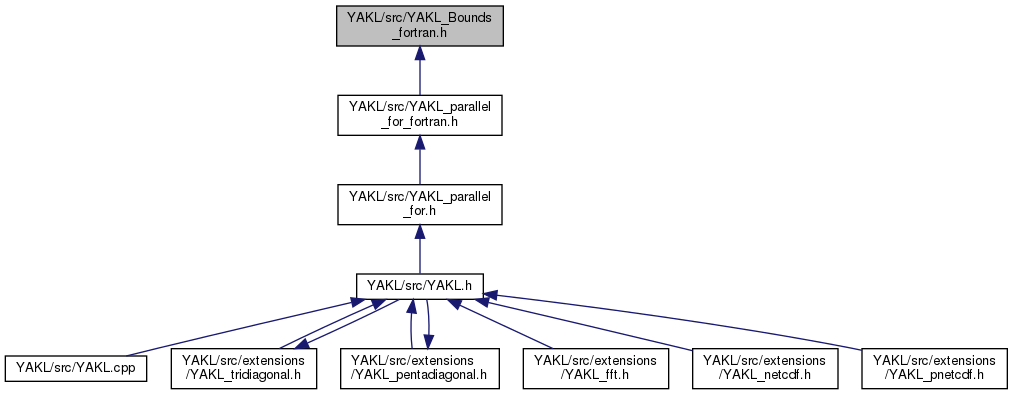 YAKL/src/YAKL_Bounds
_fortran.h
YAKL/src/YAKL_parallel
_for_fortran.h
YAKL/src/YAKL_parallel
_for.h
YAKL/src/YAKL.h
YAKL/src/YAKL.cpp
YAKL/src/extensions
/YAKL_tridiagonal.h
YAKL/src/extensions
/YAKL_pentadiagonal.h
YAKL/src/extensions
/YAKL_fft.h
YAKL/src/extensions
/YAKL_netcdf.h
YAKL/src/extensions
/YAKL_pnetcdf.h